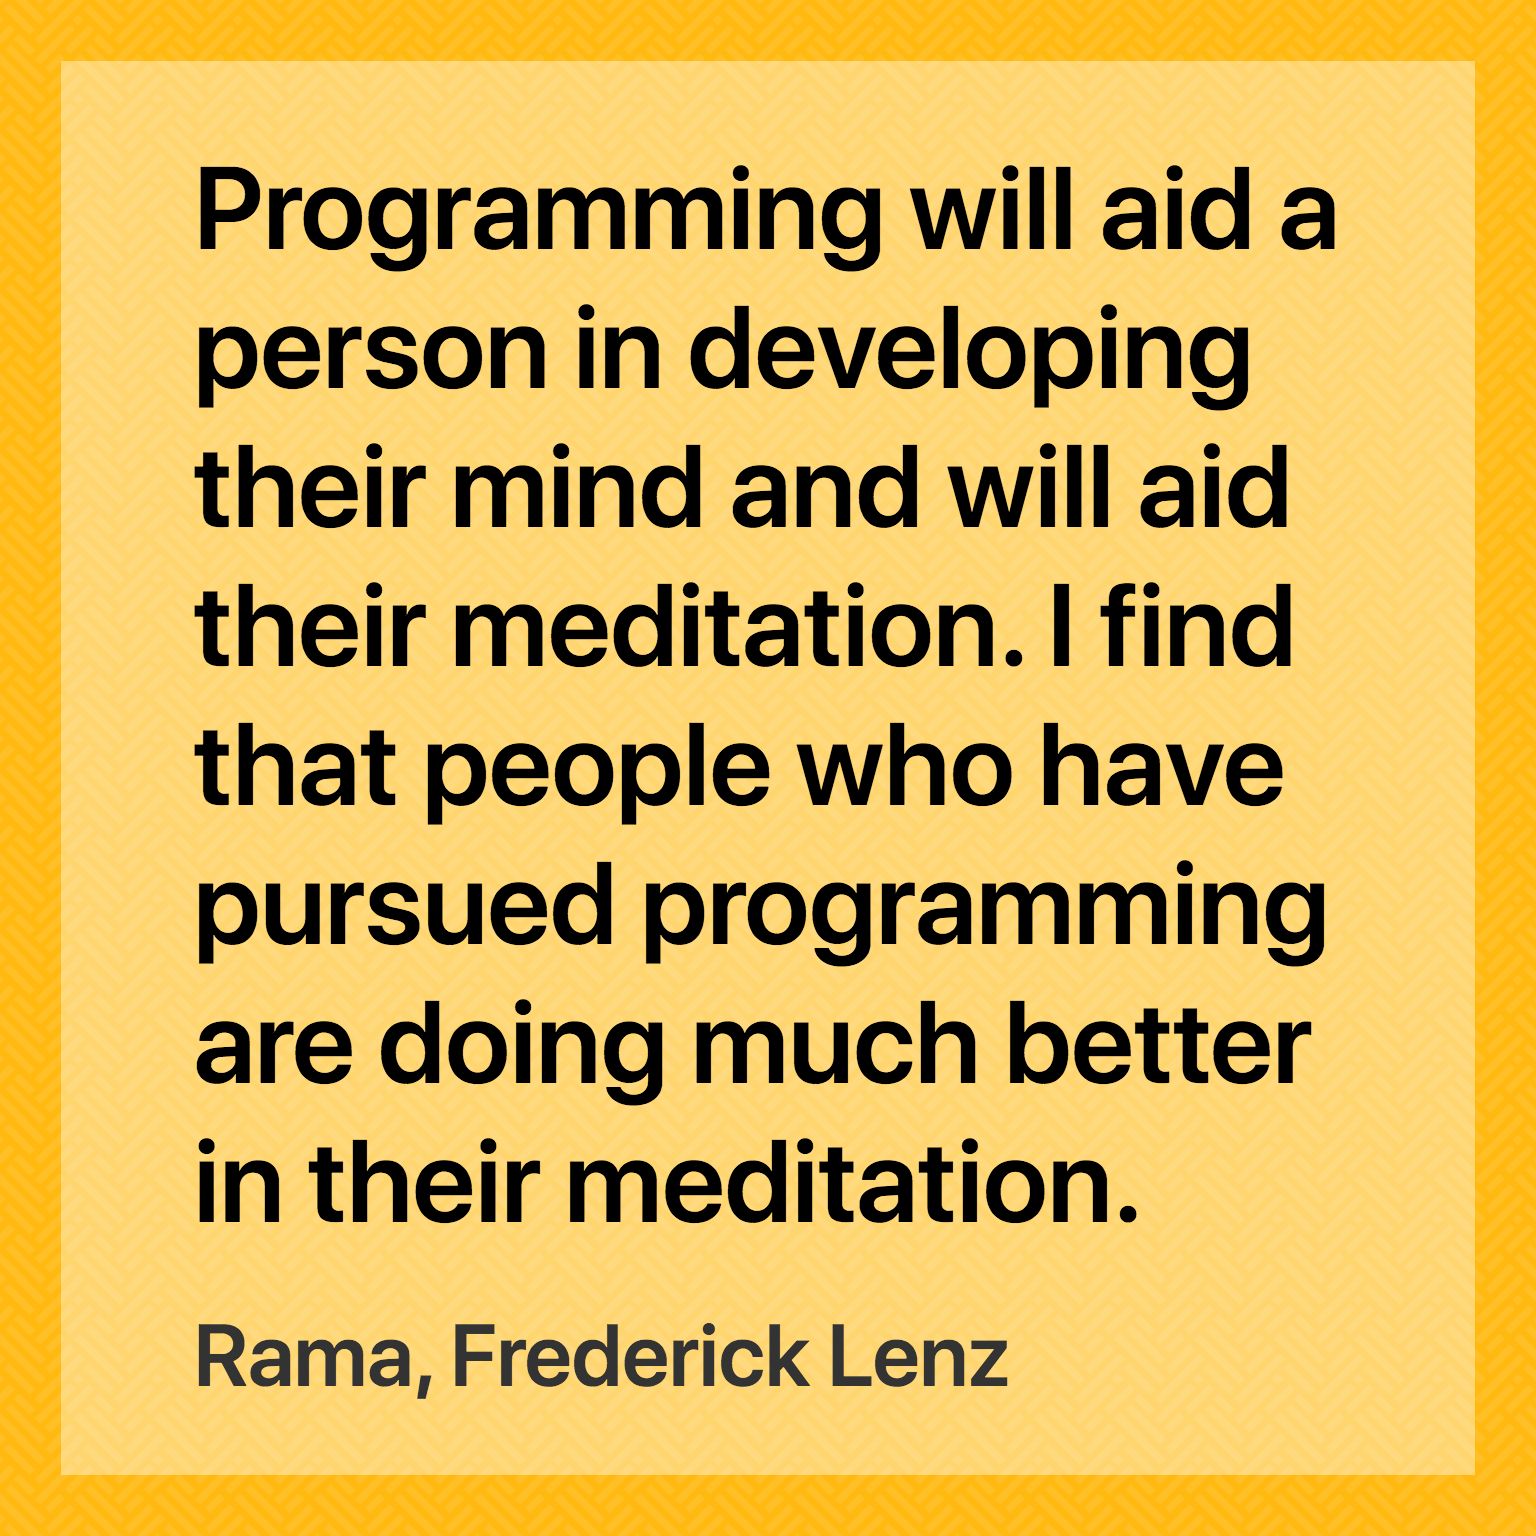 Programming will aid a
person in developing
their mind and will aid
their meditation. I find
that people who have
pursued programming
are doing much better
in their meditation.
Rama, Frederick Lenz